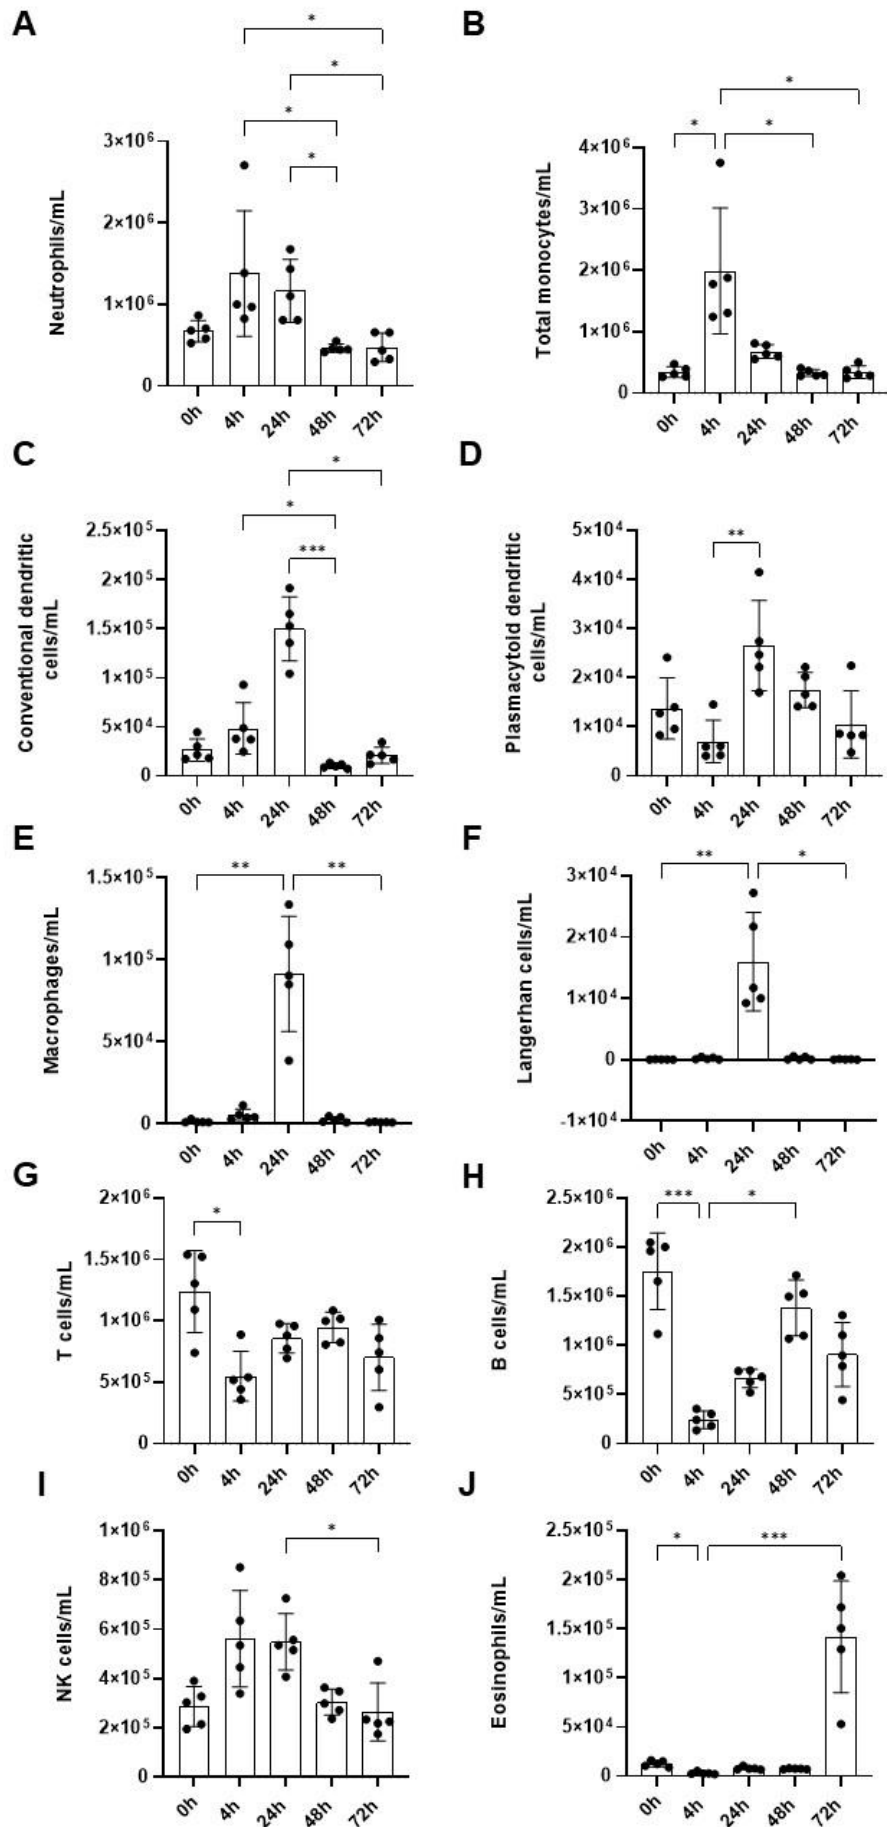 A
*
*
*
*
3×10⁶
2×10⁶
1×10⁶
0
Neutrophils/mL
0h
4h
24h
48h
72h
B
*
*
*
4×10⁶
3×10⁶
2×10⁶
1×10⁶
0
Total monocytes/mL
0h
4h
24h
48h
72h
C
*
*
***
2.5×10⁵
2×10⁵
1.5×10⁵
1×10⁵
5×10⁴
0
Conventional dendritic
cells/mL
0h
4h
24h
48h
72h
D
**
5×10⁴
4×10⁴
3×10⁴
2×10⁴
1×10⁴
0
Plasmacytoid dendritic
cells/mL
0h
4h
24h
48h
72h
E
**
**
1.5×10⁵
1×10⁵
5×10⁴
0
Macrophages/mL
0h
4h
24h
48h
72h
F
**
*
3×10⁴
2×10⁴
1×10⁴
0
-1×10⁴
Langerhan cells/mL
0h
4h
24h
48h
72h
G
*
2×10⁶
1.5×10⁶
1×10⁶
5×10⁵
0
T cells/mL
0h
4h
24h
48h
72h
H
***
*
2.5×10⁶
2×10⁶
1.5×10⁶
1×10⁶
5×10⁵
0
B cells/mL
0h
4h
24h
48h
72h
I
*
1×10⁶
8×10⁵
6×10⁵
4×10⁵
2×10⁵
0
NK cells/mL
0h
4h
24h
48h
72h
J
*
***
2.5×10⁵
2×10⁵
1.5×10⁵
1×10⁵
5×10⁴
0
Eosinophils/mL
0h
4h
24h
48h
72h